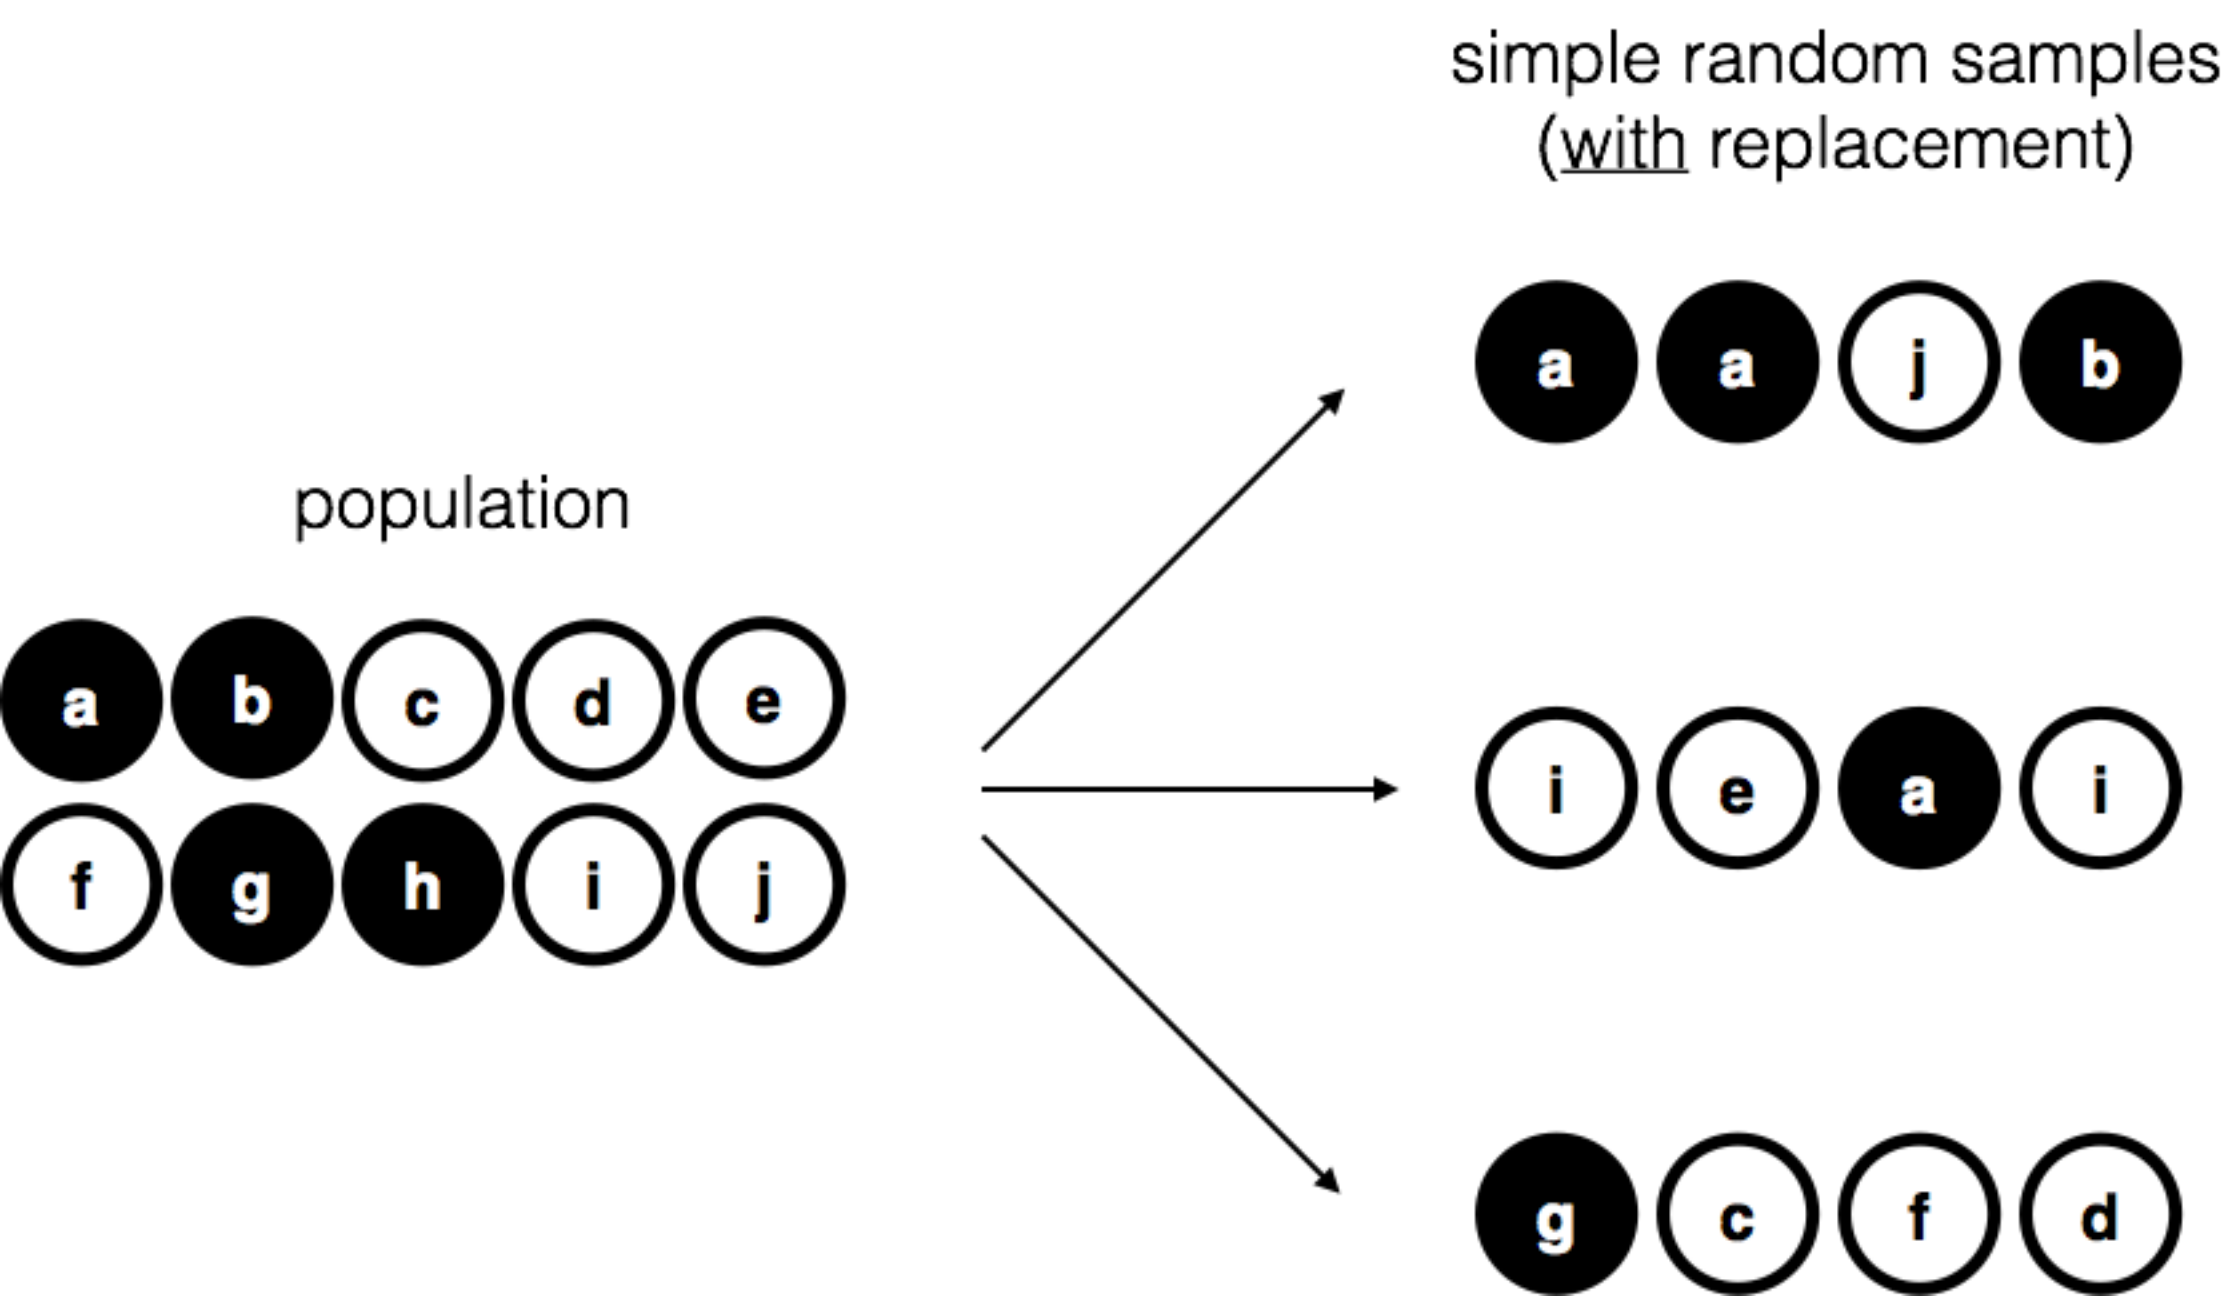 simple random samples
(with replacement)
population
a b c d e
f g h i j
a a j b
i e a i
g c f d